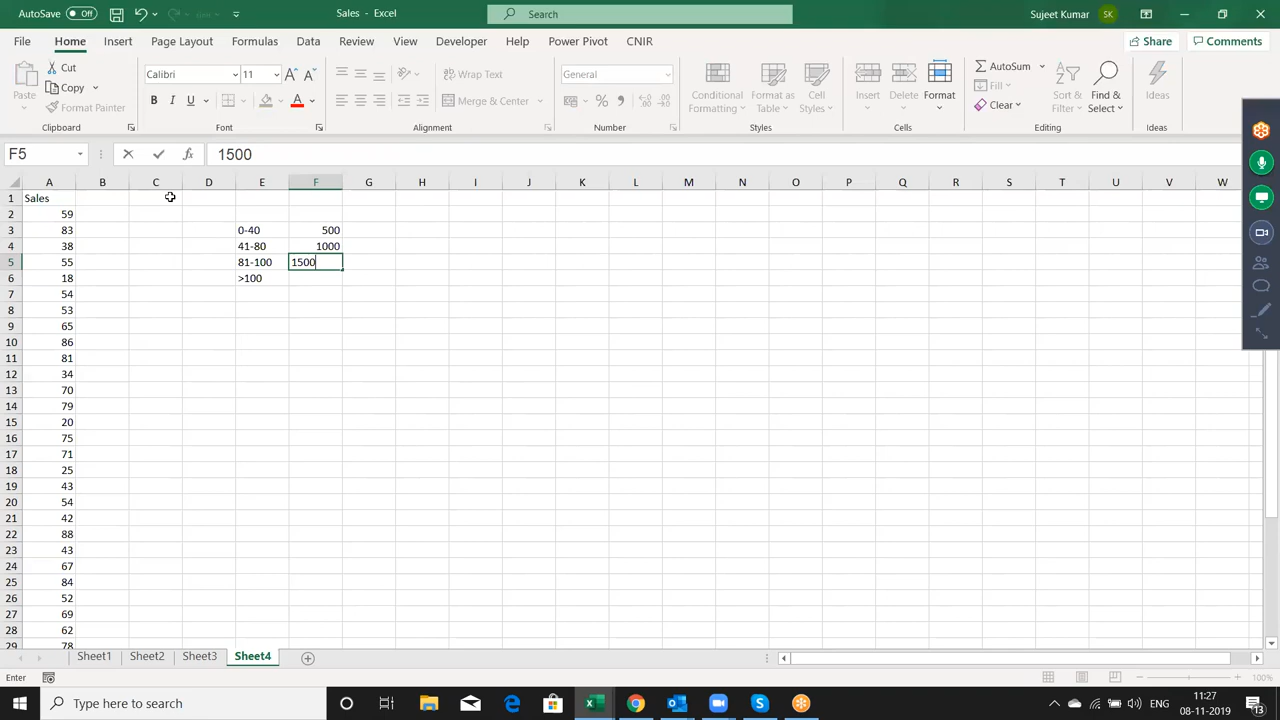 AutoSave Off Sales - Excel Search Sujeet Kumar SK
File Home Insert Page Layout Formulas Data Review View Developer Help Power Pivot CNIR Share Comments
Paste Cut Copy Format Painter Clipboard
Calibri 11 A A B I U A Font
Wrap Text Merge & Center Alignment
General % Number
Conditional Formatting Format as Table Cell Styles Styles
Insert Delete Format Cells
AutoSum Fill Clear Sort & Filter Find & Select Editing
Ideas Ideas
F5 fx 1500
A B C D E F G H I J K L M N O P Q R S T U V W
1 Sales
2 59
3 83 0-40 500
4 38 41-80 1000
5 55 81-100 1500
6 18 >100
7 54
8 53
9 65
10 86
11 81
12 34
13 70
14 79
15 20
16 75
17 71
18 25
19 43
20 54
21 42
22 88
23 43
24 67
25 84
26 52
27 69
28 62
29 78
Sheet1 Sheet2 Sheet3 Sheet4
Enter 100%
Type here to search ENG 11:27
08-11-2019 13